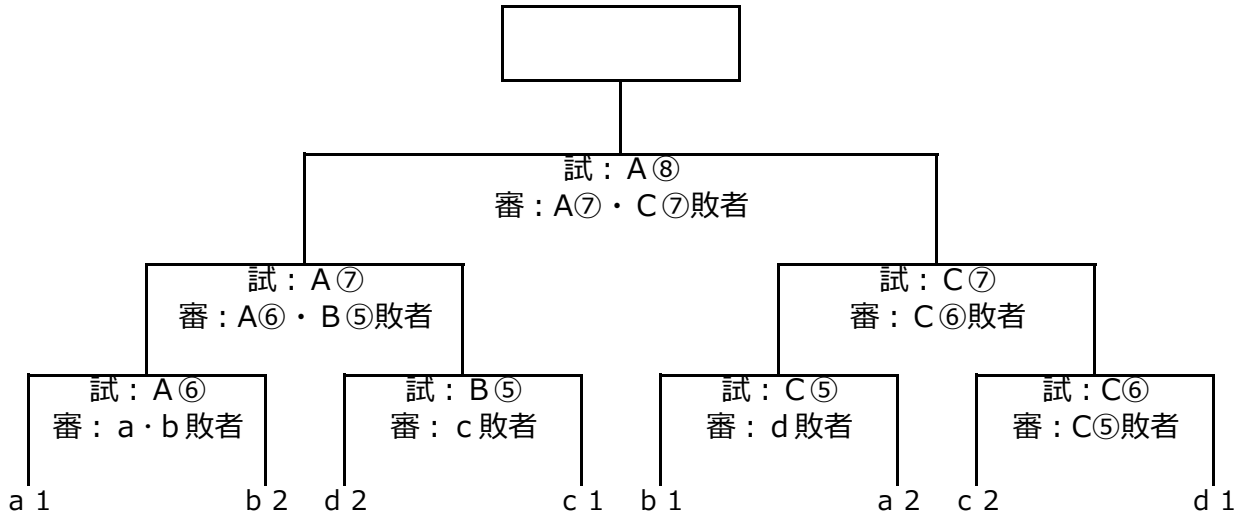 試：A⑧
審：A⑦・C⑦敗者
試：A⑦
審：A⑥・B⑤敗者
試：C⑦
審：C⑥敗者
試：A⑥
審：a・b敗者
試：B⑤
審：c敗者
試：C⑤
審：d敗者
試：C⑥
審：C⑤敗者
a1 b2 d2 c1 b1 a2 c2 d1